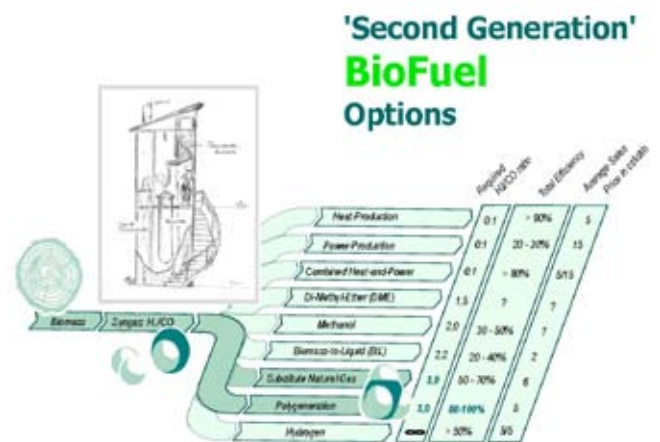 'Second Generation'
BioFuel
Options
Required
H2/CO ratio
Total Efficiency
Average Sales
Price in
Biomass
Syngas: H₂/CO
Heat-Production 0:1 > 90% 5
Power-Production 0:1 20 - 30% 15
Combined Heat-and-Power 0:1 > 80% 5/15
Di-Methyl-Ether (DME) 1,5 ? ?
Methanol 2,0 30 - 50% ?
Biomass-to-Liquid (BtL) 2,2 20 - 40% 2
Substitute Natural Gas 3,0 50 - 70% 6
Polygeneration 3,0 80-100% 5
Hydrogen > 50% 5/5